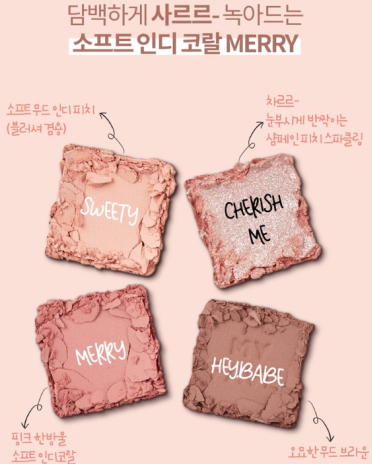 담백하게 사르르- 녹아드는
소프트 인디 코랄 MERRY
소프트 무드 인디 피치
(블러셔 겸용)
차르르-
눈부시게 반짝이는
샴페인 피치 스파클링
SWEETY
CHERISH
ME
MERRY
MY
HEY,BABE
핑크 한방울
소프트 인디코랄
오묘한 무드 브라운